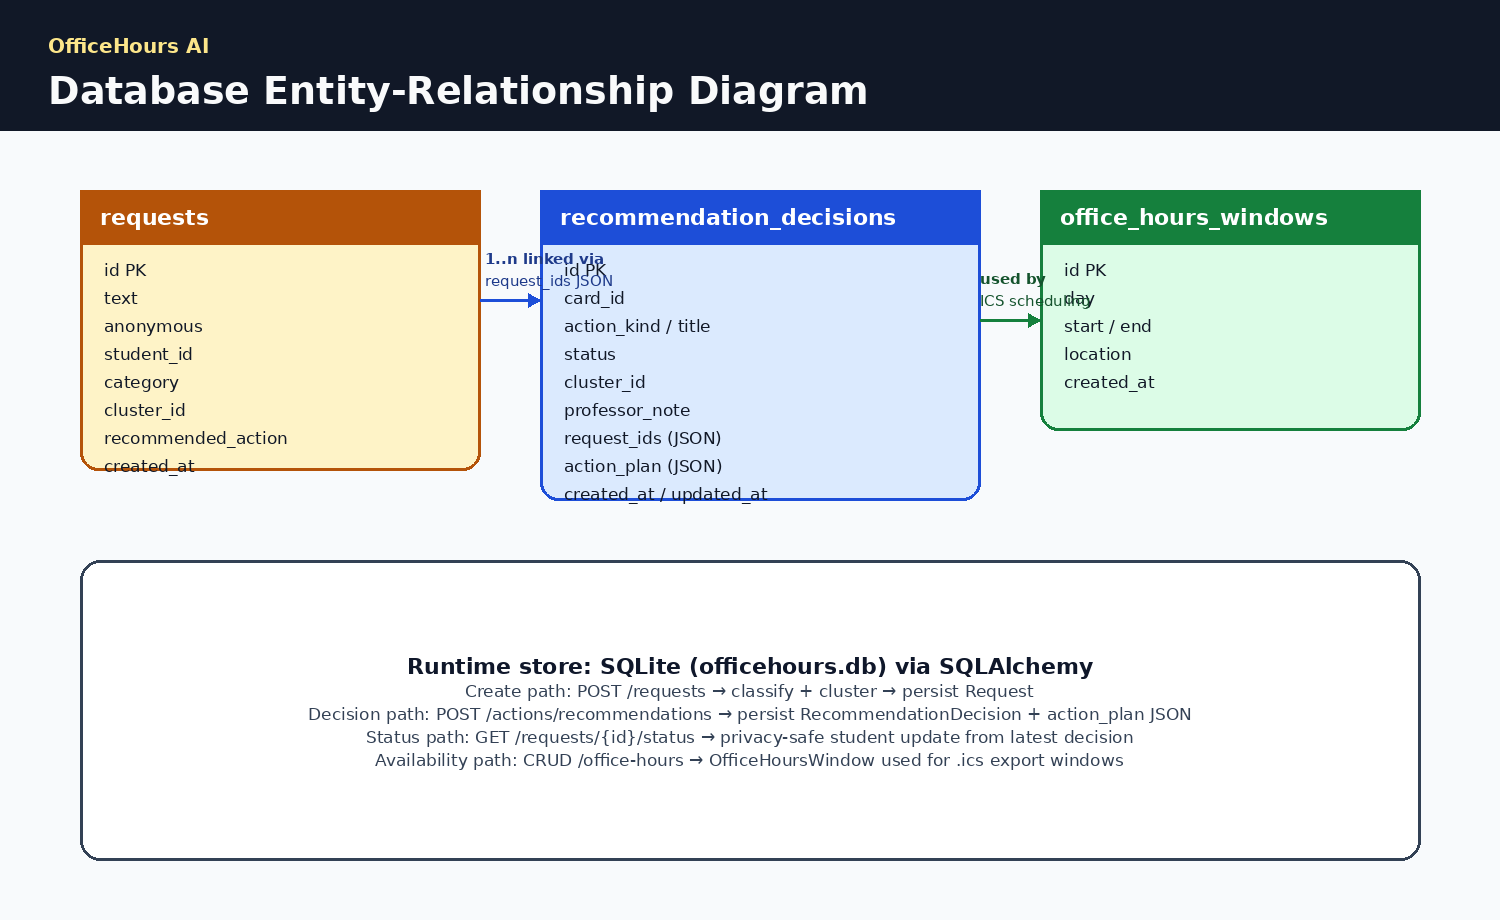 OfficeHours AI
Database Entity-Relationship Diagram
requests
id PK
text
anonymous
student_id
category
cluster_id
recommended_action
created_at
1..n linked via
request_ids JSON
recommendation_decisions
id PK
card_id
action_kind / title
status
cluster_id
professor_note
request_ids (JSON)
action_plan (JSON)
created_at / updated_at
used by
ICS scheduling
office_hours_windows
id PK
day
start / end
location
created_at
Runtime store: SQLite (officehours.db) via SQLAlchemy
Create path: POST /requests → classify + cluster → persist Request
Decision path: POST /actions/recommendations → persist RecommendationDecision + action_plan JSON
Status path: GET /requests/{id}/status → privacy-safe student update from latest decision
Availability path: CRUD /office-hours → OfficeHoursWindow used for .ics export windows